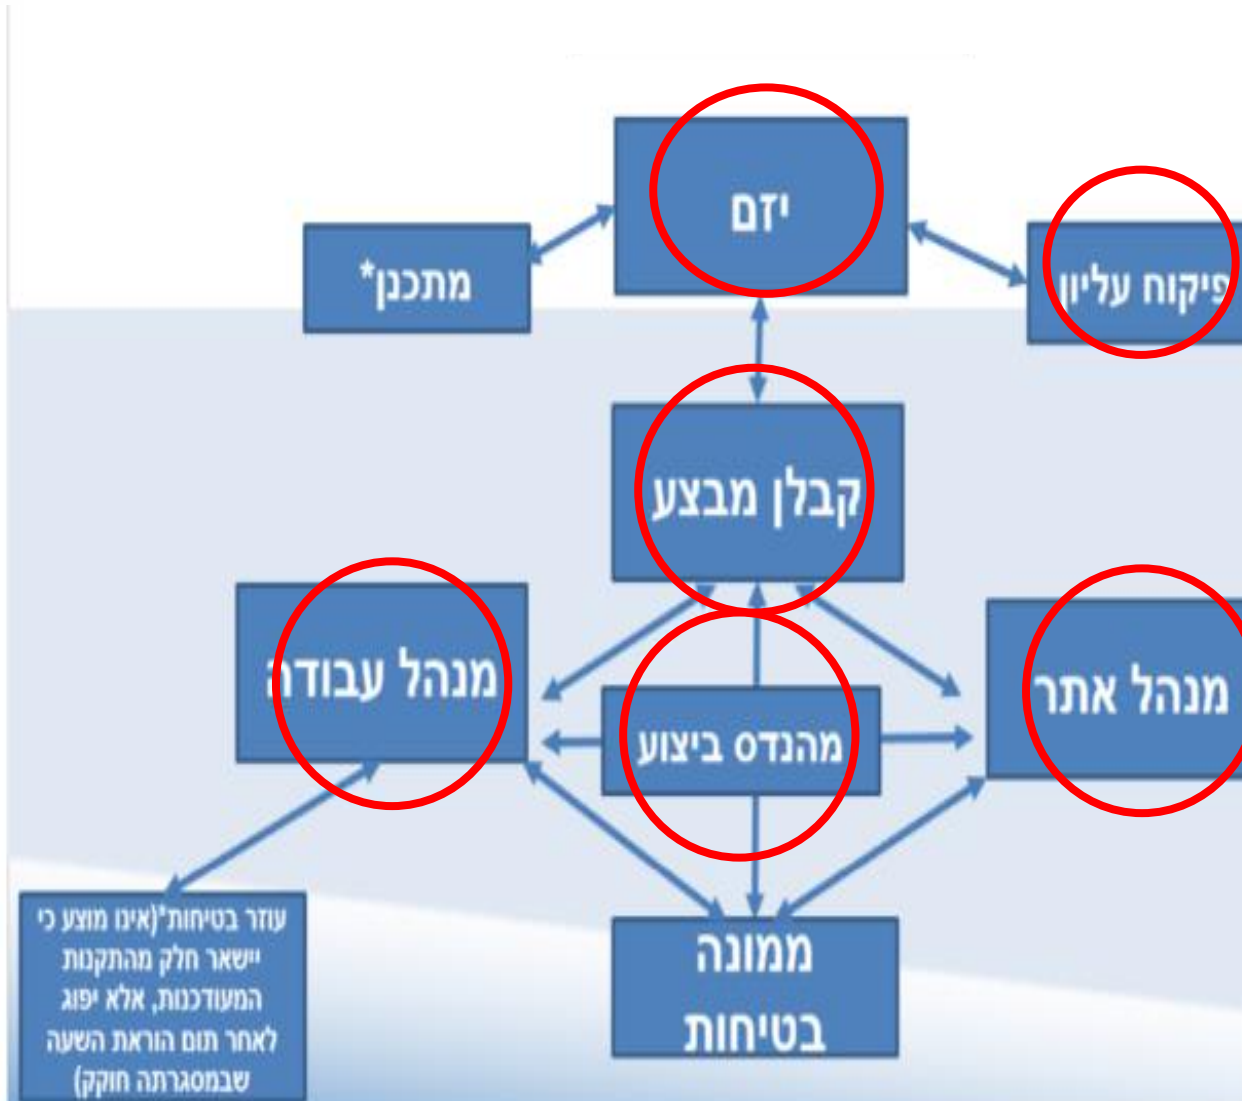 יזם
פיקוח עליון
מתכנן*
קבלן מבצע
מנהל אתר
מהנדס ביצוע
מנהל עבודה
ממונה
בטיחות
עוזר בטיחות*(אינו מוצע כי
יישאר חלק מהתקנות
המעודכנות, אלא יפוג
לאחר תום הוראת השעה
שבמסגרתה חוקק)